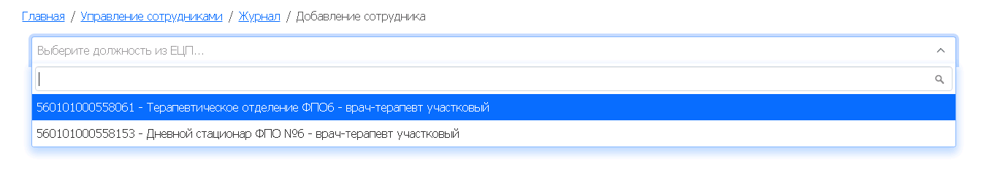 Главная / Управление сотрудниками / Журнал / Добавление сотрудника
Выберите должность из ЕЦП...
560101000558061 - Терапевтическое отделение ФПО6 - врач-терапевт участковый
560101000558153 - Дневной стационар ФПО №6 - врач-терапевт участковый